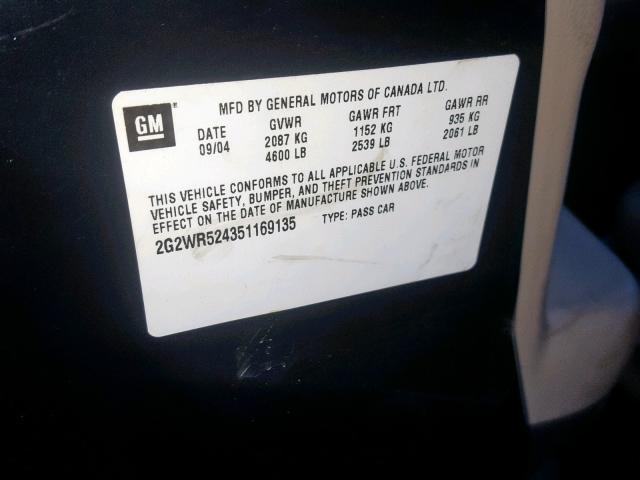 MFD BY GENERAL MOTORS OF CANADA LTD.
GM
DATE GVWR GAWR FRT GAWR RR
09/04 2087 KG 1152 KG 935 KG
4600 LB 2539 LB 2061 LB
THIS VEHICLE CONFORMS TO ALL APPLICABLE U.S. FEDERAL MOTOR
VEHICLE SAFETY, BUMPER, AND THEFT PREVENTION STANDARDS IN
EFFECT ON THE DATE OF MANUFACTURE SHOWN ABOVE.
2G2WR524351169135 TYPE: PASS CAR